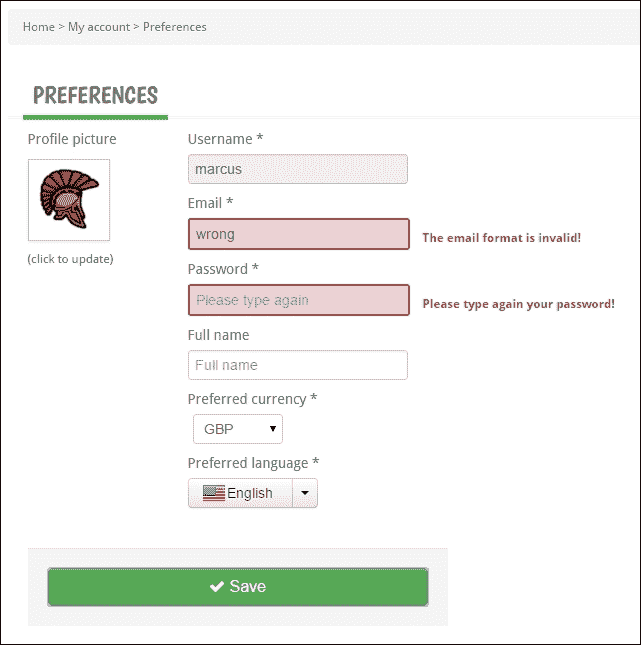 Home > My account > Preferences
PREFERENCES
Profile picture
(click to update)
Username *
marcus
Email *
wrong
The email format is invalid!
Password *
Please type again
Please type again your password!
Full name
Full name
Preferred currency *
GBP
Preferred language *
English
Save